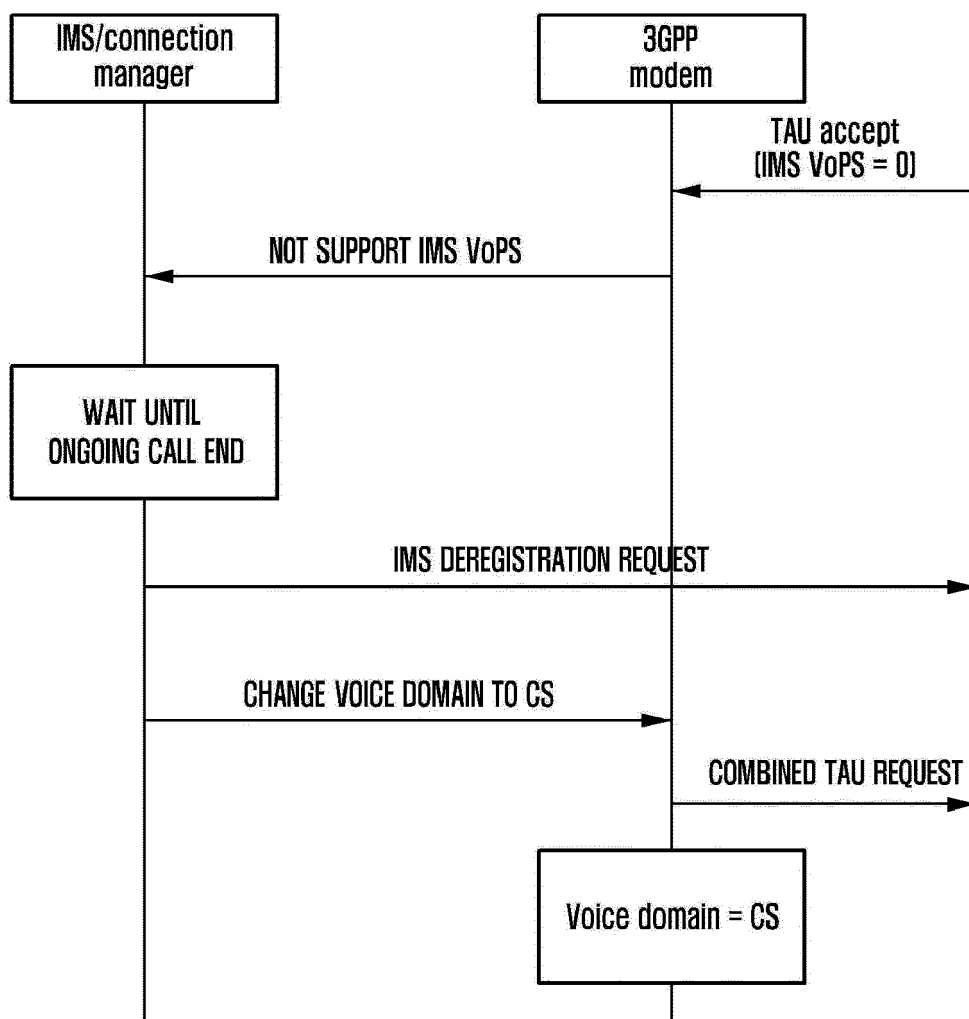 IMS/connection
manager
3GPP
modem
TAU accept
(IMS VoPS = 0)
NOT SUPPORT IMS VoPS
WAIT UNTIL
ONGOING CALL END
IMS DEREGISTRATION REQUEST
CHANGE VOICE DOMAIN TO CS
COMBINED TAU REQUEST
Voice domain = CS